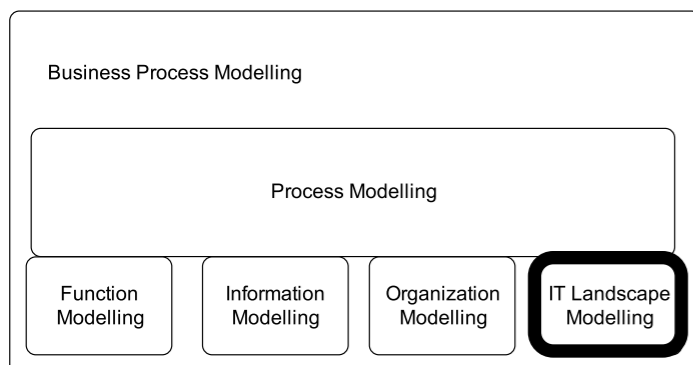 Business Process Modelling
Process Modelling
Function
Modelling
Information
Modelling
Organization
Modelling
IT Landscape
Modelling